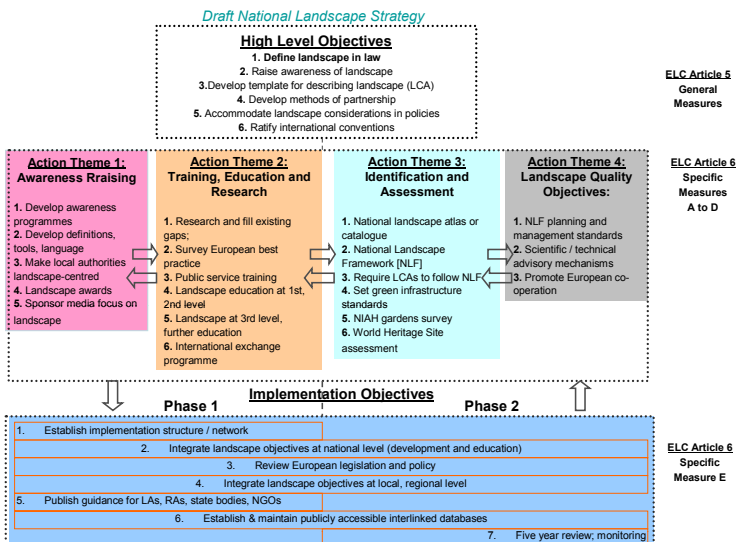 Draft National Landscape Strategy
High Level Objectives
1. Define landscape in law
2. Raise awareness of landscape
3.Develop template for describing landscape (LCA)
4. Develop methods of partnership
5. Accommodate landscape considerations in policies
6. Ratify international conventions
ELC Article 5
General
Measures
Action Theme 1:
Awareness Rraising
1. Develop awareness
programmes
2. Develop definitions,
tools, language
3. Make local authorities
landscape-centred
4. Landscape awards
5. Sponsor media focus on
landscape
Action Theme 2:
Training, Education and
Research
1. Research and fill existing
gaps;
2. Survey European best
practice
3. Public service training
4. Landscape education at 1st,
2nd level
5. Landscape at 3rd level,
further education
6. International exchange
programme
Action Theme 3:
Identification and
Assessment
1. National landscape atlas or
catalogue
2. National Landscape
Framework [NLF]
3. Require LCAs to follow NLF
4. Set green infrastructure
standards
5. NIAH gardens survey
6. World Heritage Site
assessment
Action Theme 4:
Landscape Quality
Objectives:
1. NLF planning and
management standards
2. Scientific / technical
advisory mechanisms
3. Promote European co-
operation
ELC Article 6
Specific
Measures
A to D
Implementation Objectives
Phase 1
Phase 2
1. Establish implementation structure / network
2. Integrate landscape objectives at national level (development and education)
3. Review European legislation and policy
4. Integrate landscape objectives at local, regional level
5. Publish guidance for LAs, RAs, state bodies, NGOs
6. Establish & maintain publicly accessible interlinked databases
7. Five year review; monitoring
ELC Article 6
Specific
Measure E